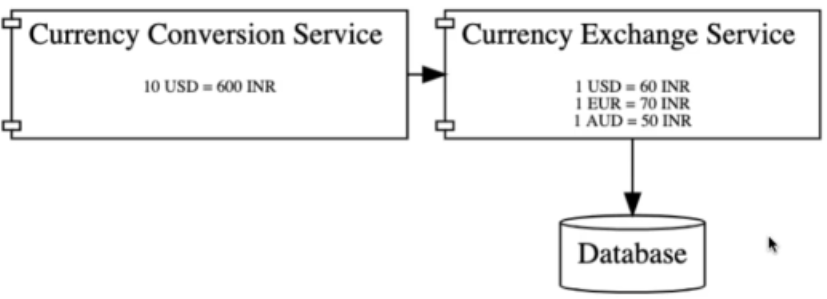 Currency Conversion Service
10 USD = 600 INR
Currency Exchange Service
1 USD = 60 INR
1 EUR = 70 INR
1 AUD = 50 INR
Database